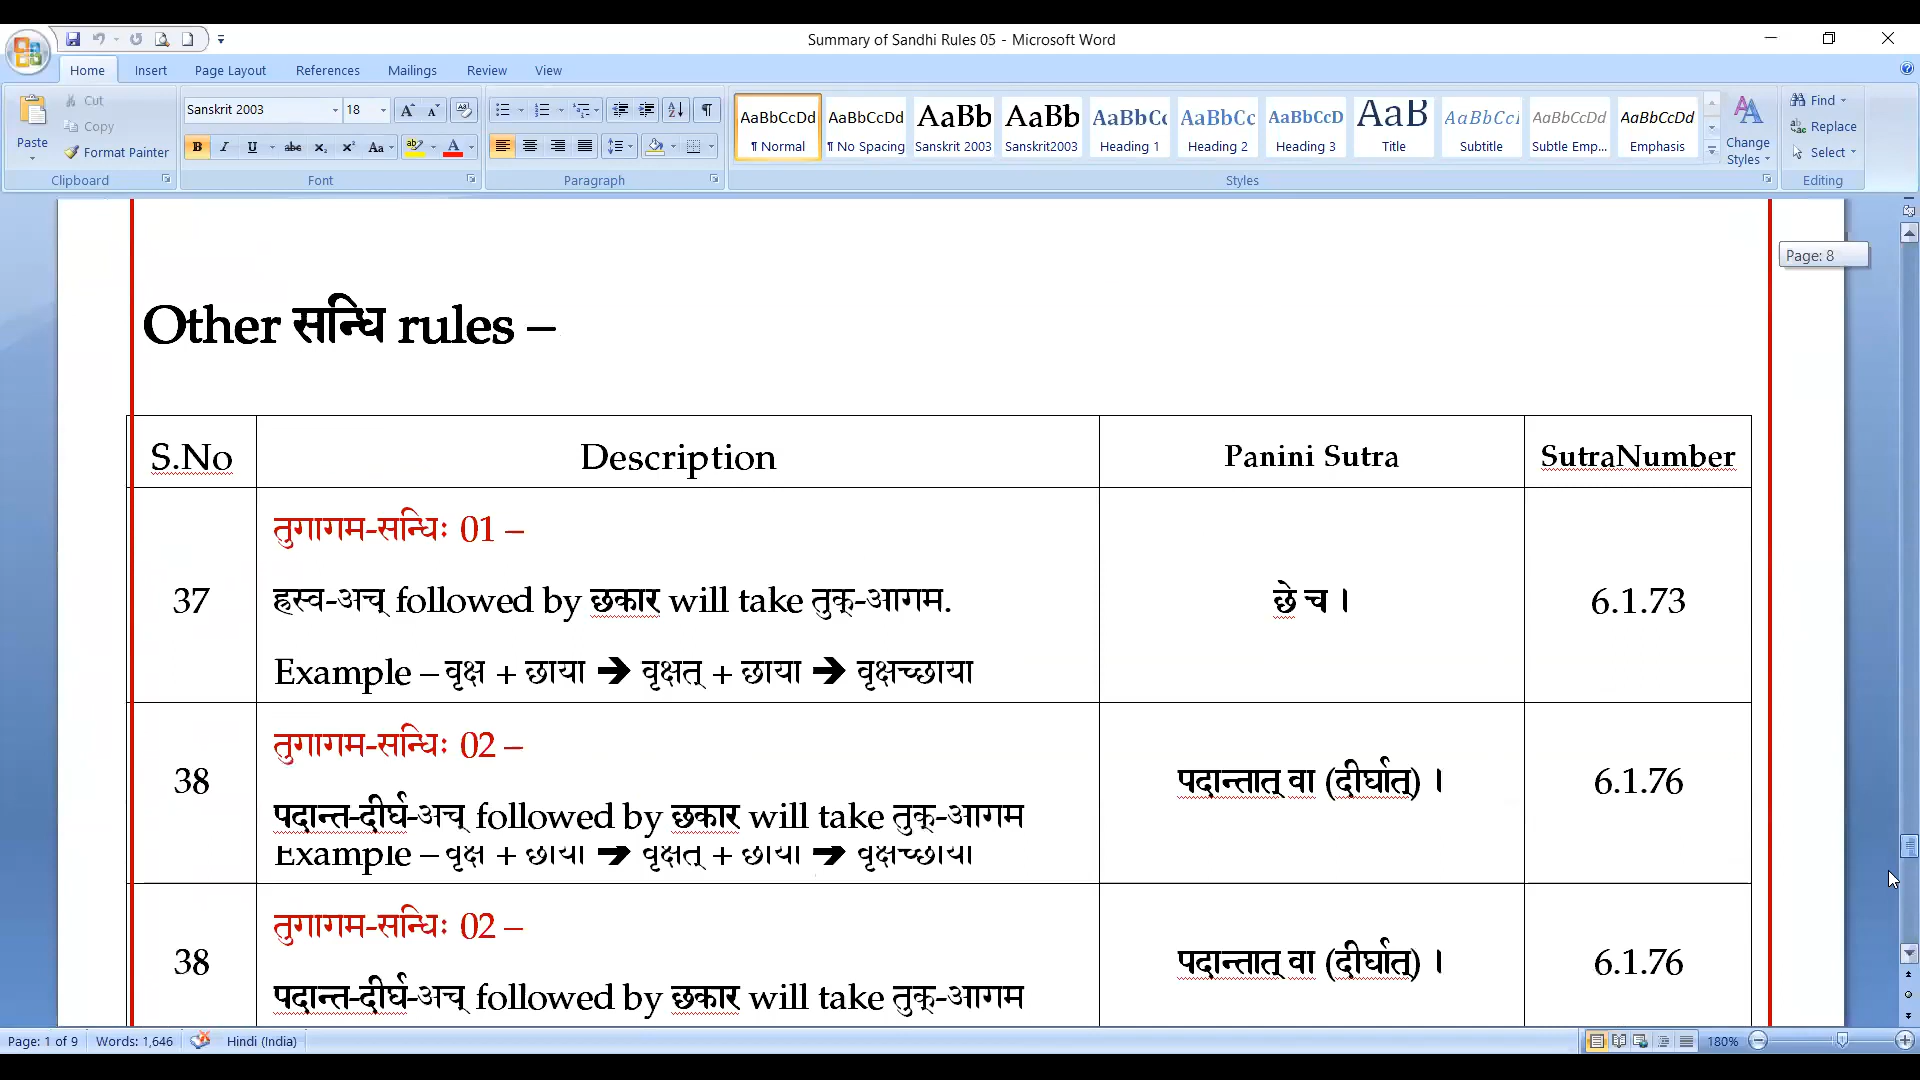 Summary of Sandhi Rules 05 - Microsoft Word
Home Insert Page Layout References Mailings Review View
Paste
Cut
Copy
Format Painter
Clipboard
Sanskrit 2003 18
Font
Paragraph
AaBbCcDd AaBbCcDd AaBb AaBb AaBbCc AaBbCc AaBbCcD AaB AaBbCcI AaBbCcDd AaBbCcDd
¶ Normal ¶ No Spacing Sanskrit 2003 Sanskrit2003 Heading 1 Heading 2 Heading 3 Title Subtitle Subtle Emp... Emphasis
Change Styles
Styles
Find
Replace
Select
Editing
Page: 8
Other सन्धि rules –
S.No Description Panini Sutra SutraNumber
तुगागम-सन्धिः 01 –
37 ह्रस्व-अच् followed by छकार will take तुक्-आगम. छे च । 6.1.73
Example – वृक्ष + छाया ➔ वृक्षत् + छाया ➔ वृक्षच्छाया
तुगागम-सन्धिः 02 –
38 पदान्तात् वा (दीर्घात्) । 6.1.76
पदान्त-दीर्घ-अच् followed by छकार will take तुक्-आगम
Example – वृक्ष + छाया ➔ वृक्षत् + छाया ➔ वृक्षच्छाया
तुगागम-सन्धिः 02 –
38 पदान्तात् वा (दीर्घात्) । 6.1.76
पदान्त-दीर्घ-अच् followed by छकार will take तुक्-आगम
Page: 1 of 9 Words: 1,646 Hindi (India) 180%